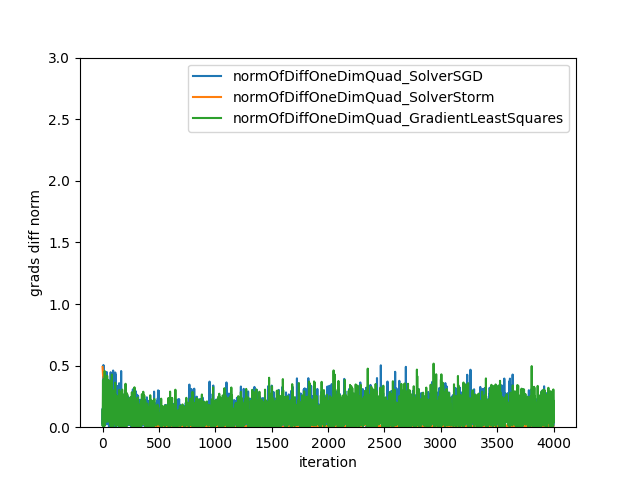 3.0
2.5
2.0
1.5
1.0
0.5
0.0
grads diff norm
normOfDiffOneDimQuad_SolverSGD
normOfDiffOneDimQuad_SolverStorm
normOfDiffOneDimQuad_GradientLeastSquares
0 500 1000 1500 2000 2500 3000 3500 4000
iteration